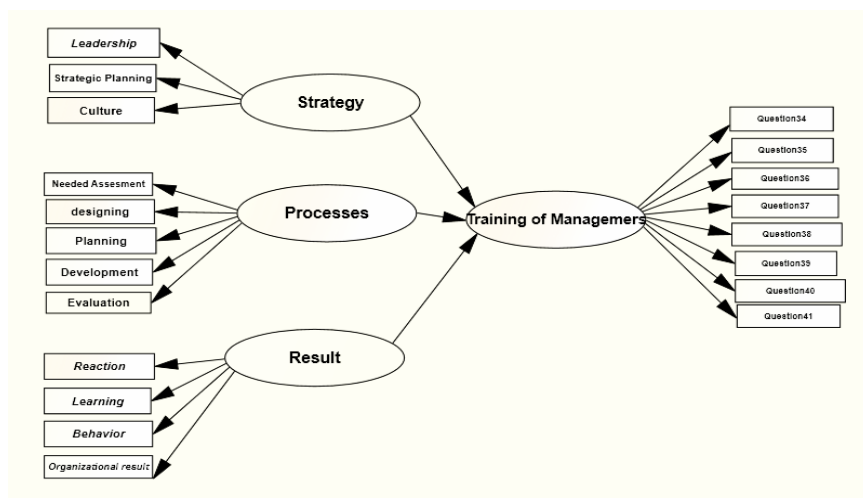 Leadership
Strategic Planning
Culture
Strategy
Needed Assesment
designing
Planning
Development
Evaluation
Processes
Reaction
Learning
Behavior
Organizational result
Result
Training of Managemers
Question34
Question35
Question36
Question37
Question38
Question39
Question40
Question41